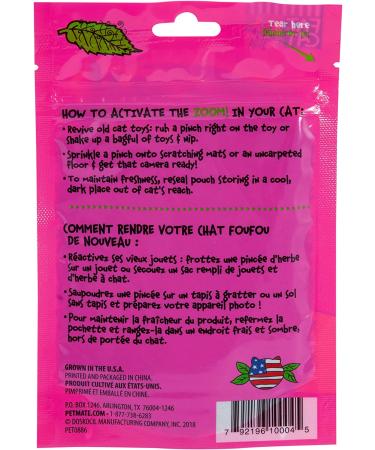 PETMATE
Tear here
HOW TO ACTIVATE THE ZOOM! IN YOUR CAT:
• Revive old cat toys: rub a pinch right on the toy or
shake up a bagful of toys & nip.
• Sprinkle a pinch onto scratching mats or an uncarpeted
floor & get that camera ready!
• To maintain freshness, reseal pouch storing in a cool,
dark place out of cat's reach.
COMMENT RENDRE VOTRE CHAT FOUFOU
DE NOUVEAU :
• Réactivez ses vieux jouets : frottez une pincée d'herbe
sur un jouet ou secouez un sac rempli de jouets et
d'herbe à chat.
• Saupoudrez une pincée sur un tapis à gratter ou un sol
sans tapis et préparez votre appareil photo !
• Pour maintenir la fraîcheur du produit, refermez la
pochette et rangez-la dans un endroit frais et sombre,
hors de portée du chat.
GROWN IN THE U.S.A.
PRINTED AND PACKAGED IN CHINA.
PRODUIT CULTIVÉ AUX ÉTATS-UNIS.
PIMPRIMÉ ET EMBALLÉ EN CHINE.
P.O. BOX 1246, ARLINGTON, TX 76004-1246
PETMATE.COM • 1-877-738-6283
© DOSKOCIL MANUFACTURING COMPANY, INC. 2018
PET0886
7 92196 10004 5